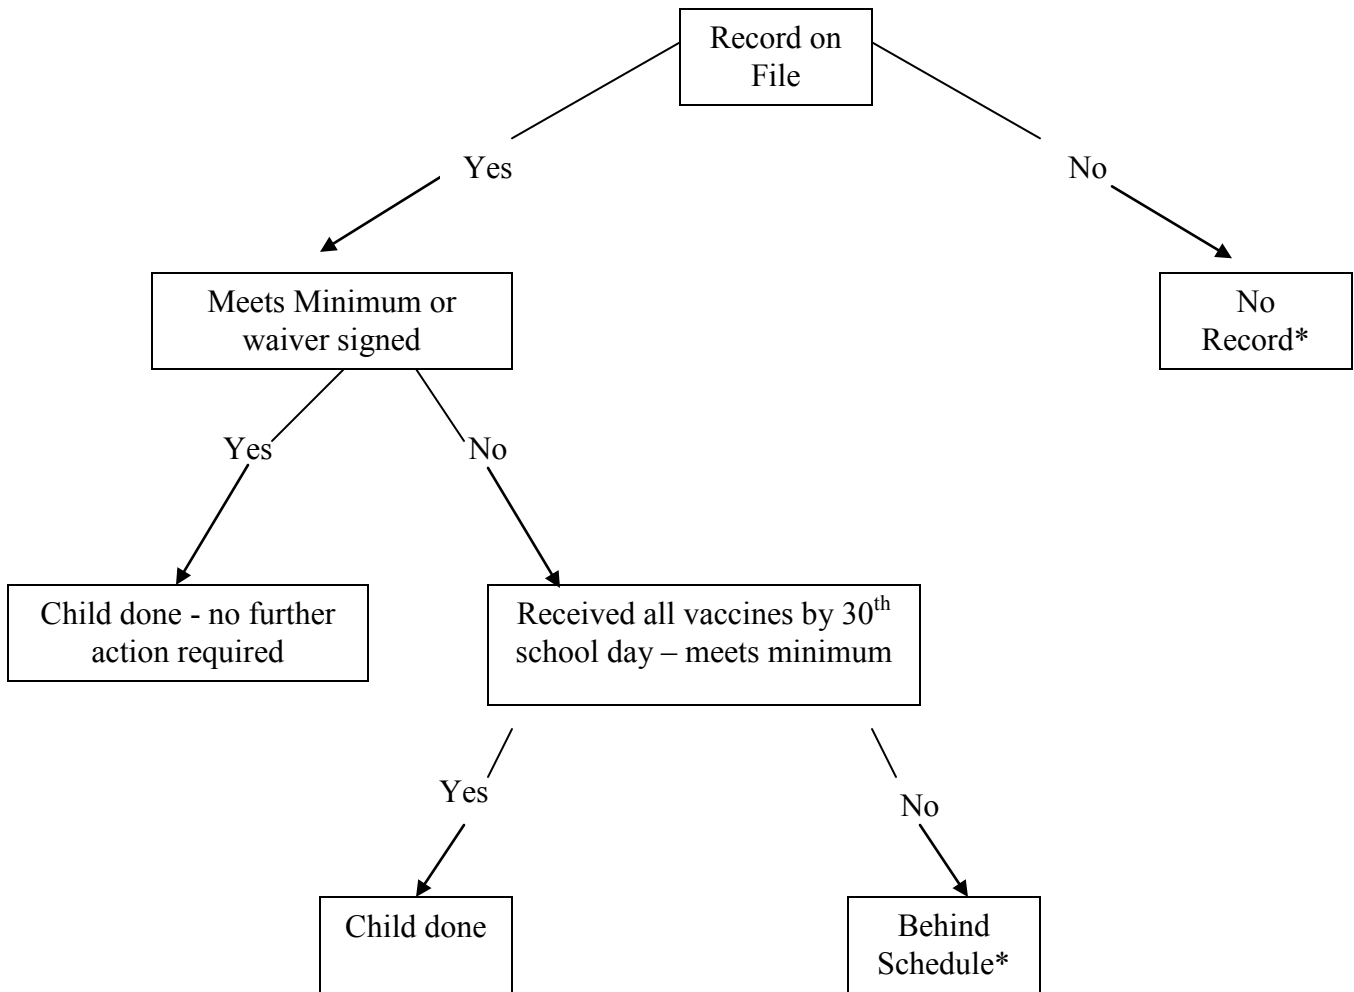 Record on
File
Yes
No
Meets Minimum or
waiver signed
No
Record*
Yes
No
Child done - no further
action required
Received all vaccines by 30th
school day – meets minimum
Yes
No
Child done
Behind
Schedule*